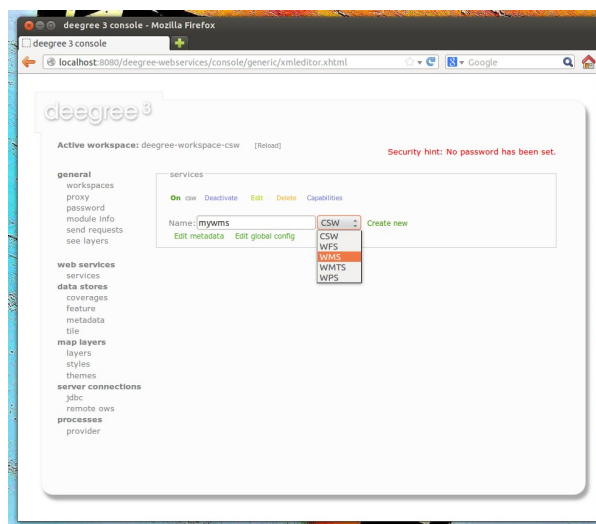 deegree 3 console - Mozilla Firefox
deegree 3 console
localhost:8080/deegree-webservices/console/generic/xmleditor.xhtml
Google
deegree 3
Active workspace: deegree-workspace-csw [Reload]
Security hint: No password has been set.
general
workspaces
proxy
password
module info
send requests
see layers
web services
services
data stores
coverages
feature
metadata
tile
map layers
layers
styles
themes
server connections
jdbc
remote ows
processes
provider
services
On csw Deactivate Edit Delete Capabilities
Name: mywms CSW Create new
Edit metadata Edit global config
CSW
WFS
WMS
WMTS
WPS